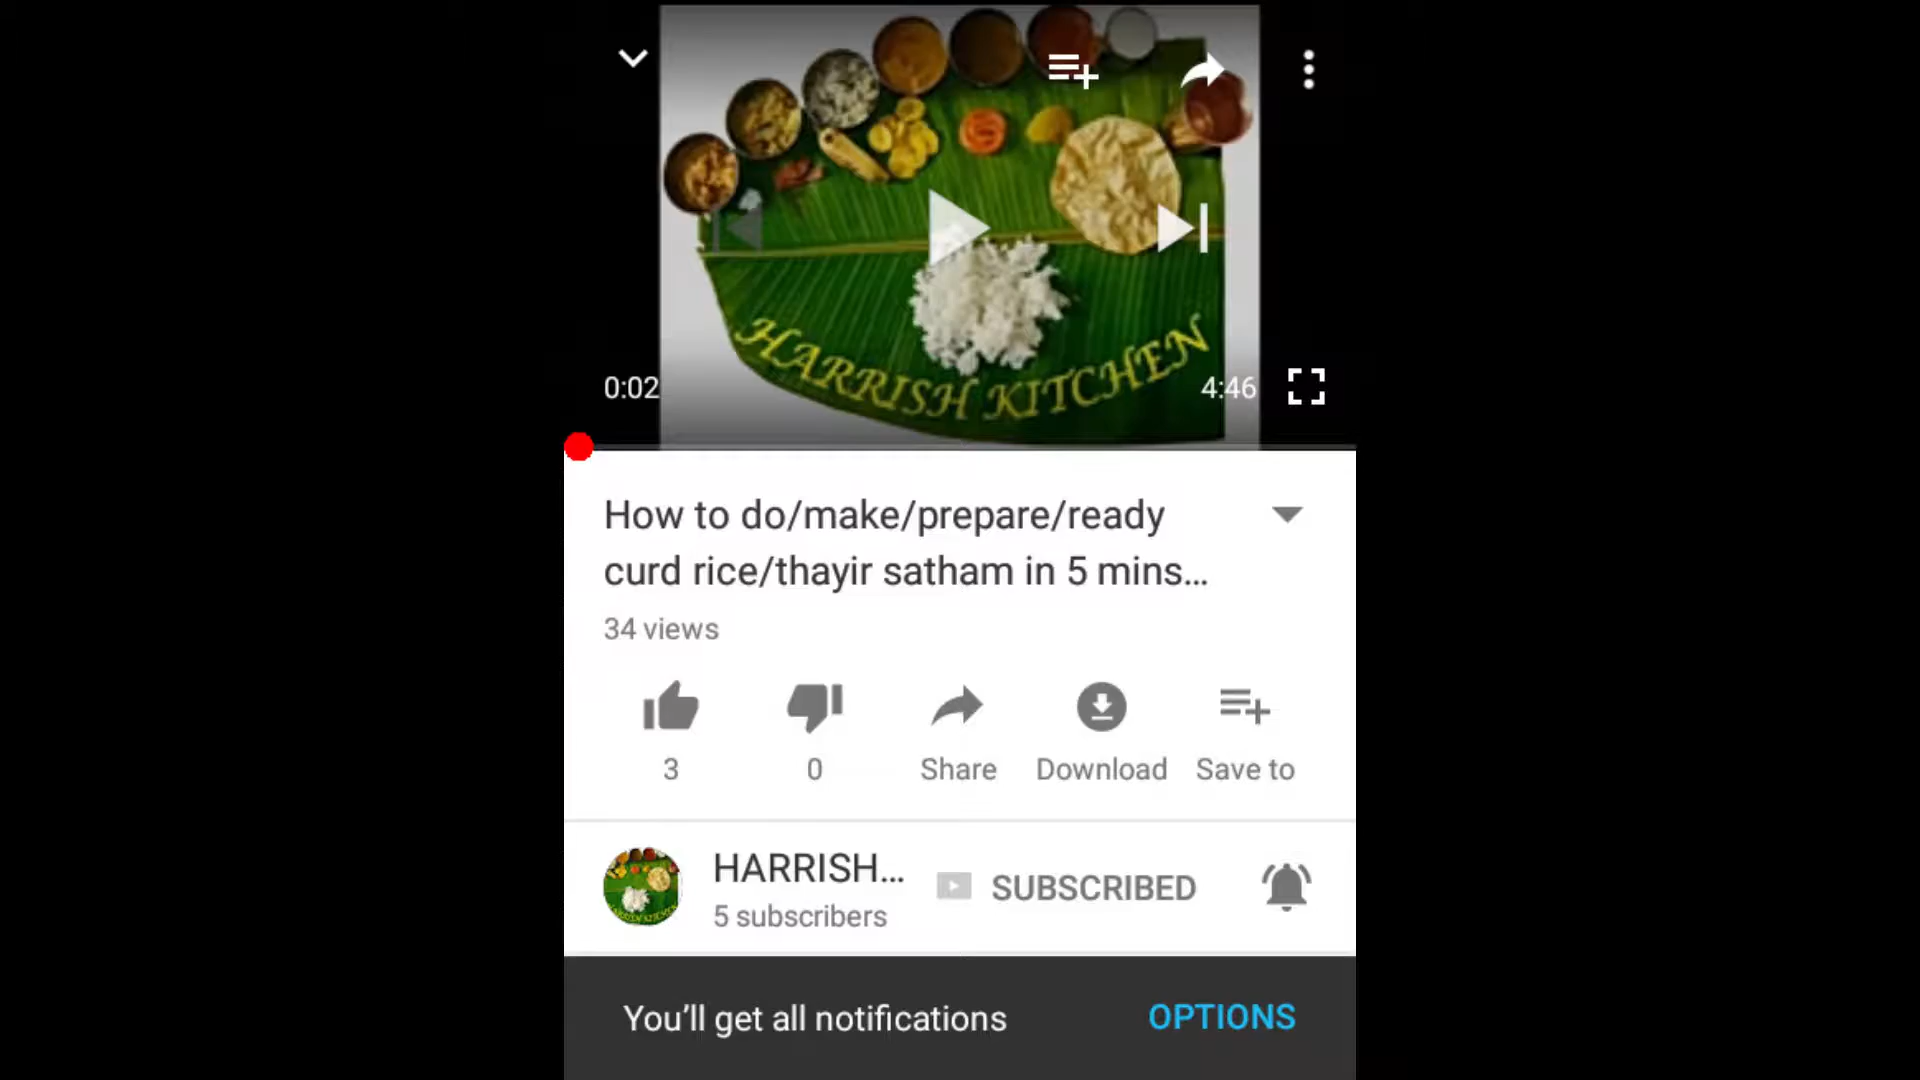 HARRISH KITCHEN
0:02
4:46
How to do/make/prepare/ready
curd rice/thayir satham in 5 mins...
34 views
3
0
Share
Download
Save to
HARRISH...
SUBSCRIBED
5 subscribers
You'll get all notifications
OPTIONS